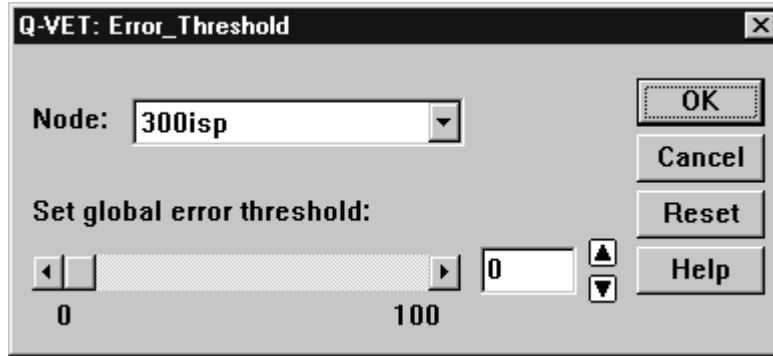 Q-VET: Error_Threshold
Node:
300isp
OK
Cancel
Set global error threshold:
Reset
0
Help
0
100